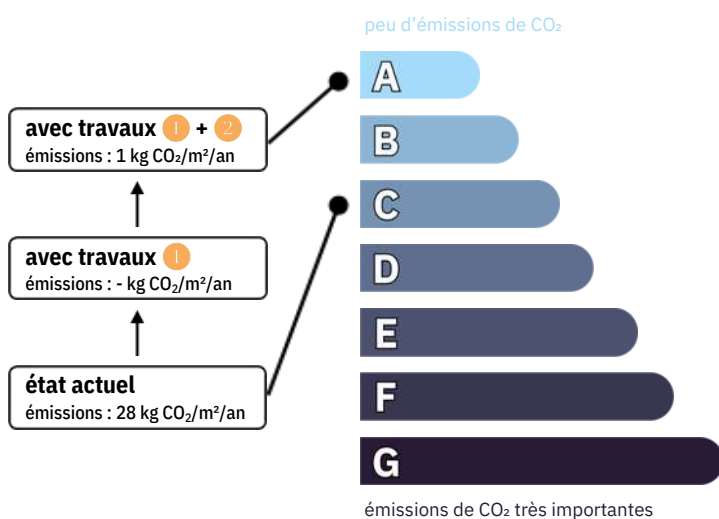 peu d'émissions de CO₂
A
avec travaux 1 + 2
émissions : 1 kg CO₂/m²/an
B
C
avec travaux 1
émissions : - kg CO₂/m²/an
D
E
état actuel
émissions : 28 kg CO₂/m²/an
F
G
émissions de CO₂ très importantes